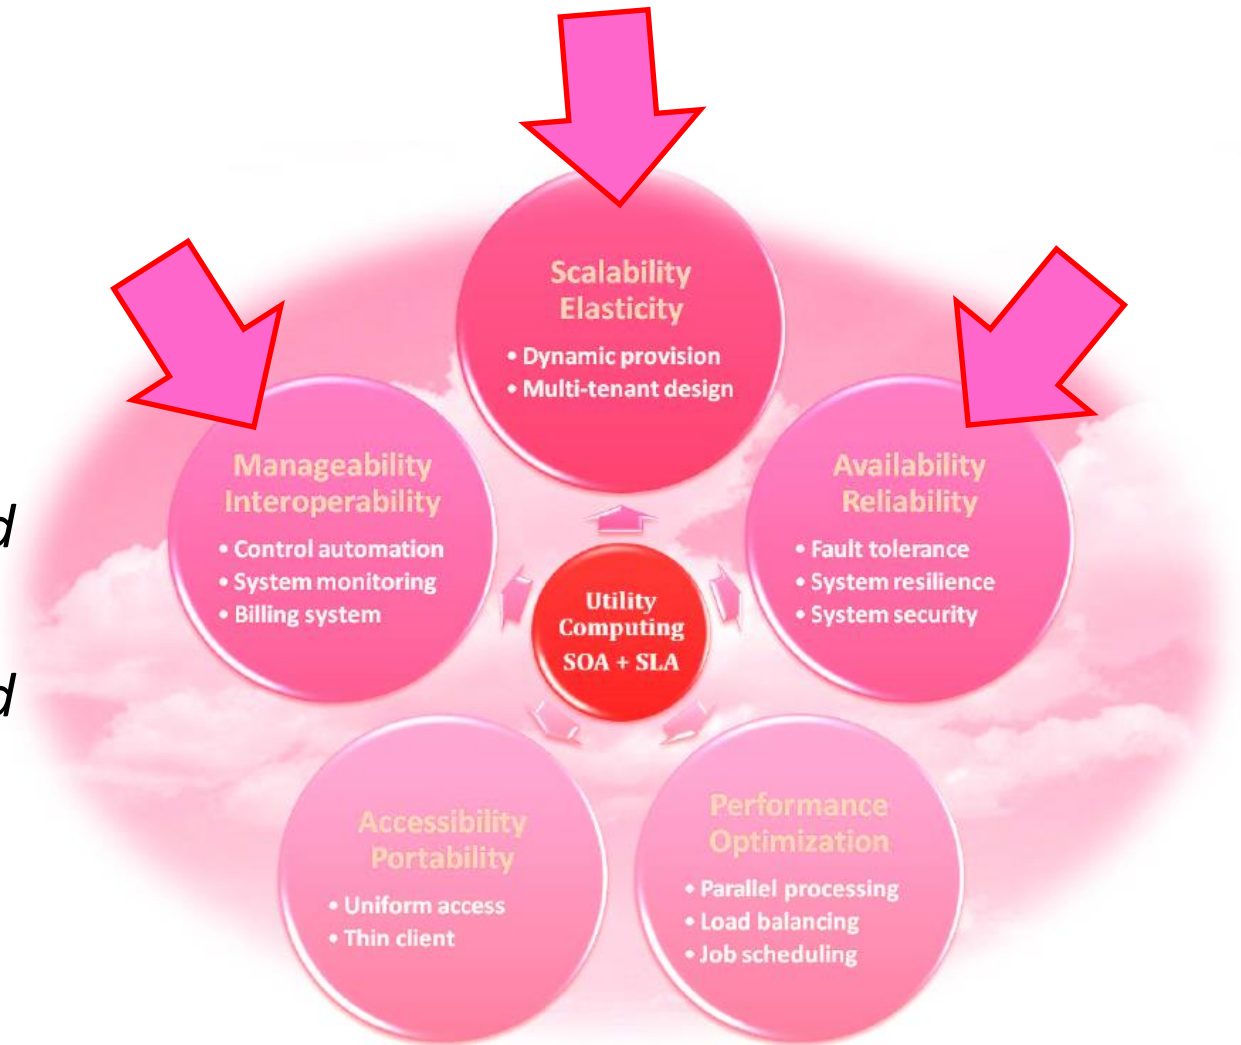 Scalability
Elasticity
• Dynamic provision
• Multi-tenant design
Manageability
Interoperability
• Control automation
• System monitoring
• Billing system
Availability
Reliability
• Fault tolerance
• System resilience
• System security
d
d
Utility
Computing
SOA + SLA
Accessibility
Portability
• Uniform access
• Thin client
Performance
Optimization
• Parallel processing
• Load balancing
• Job scheduling